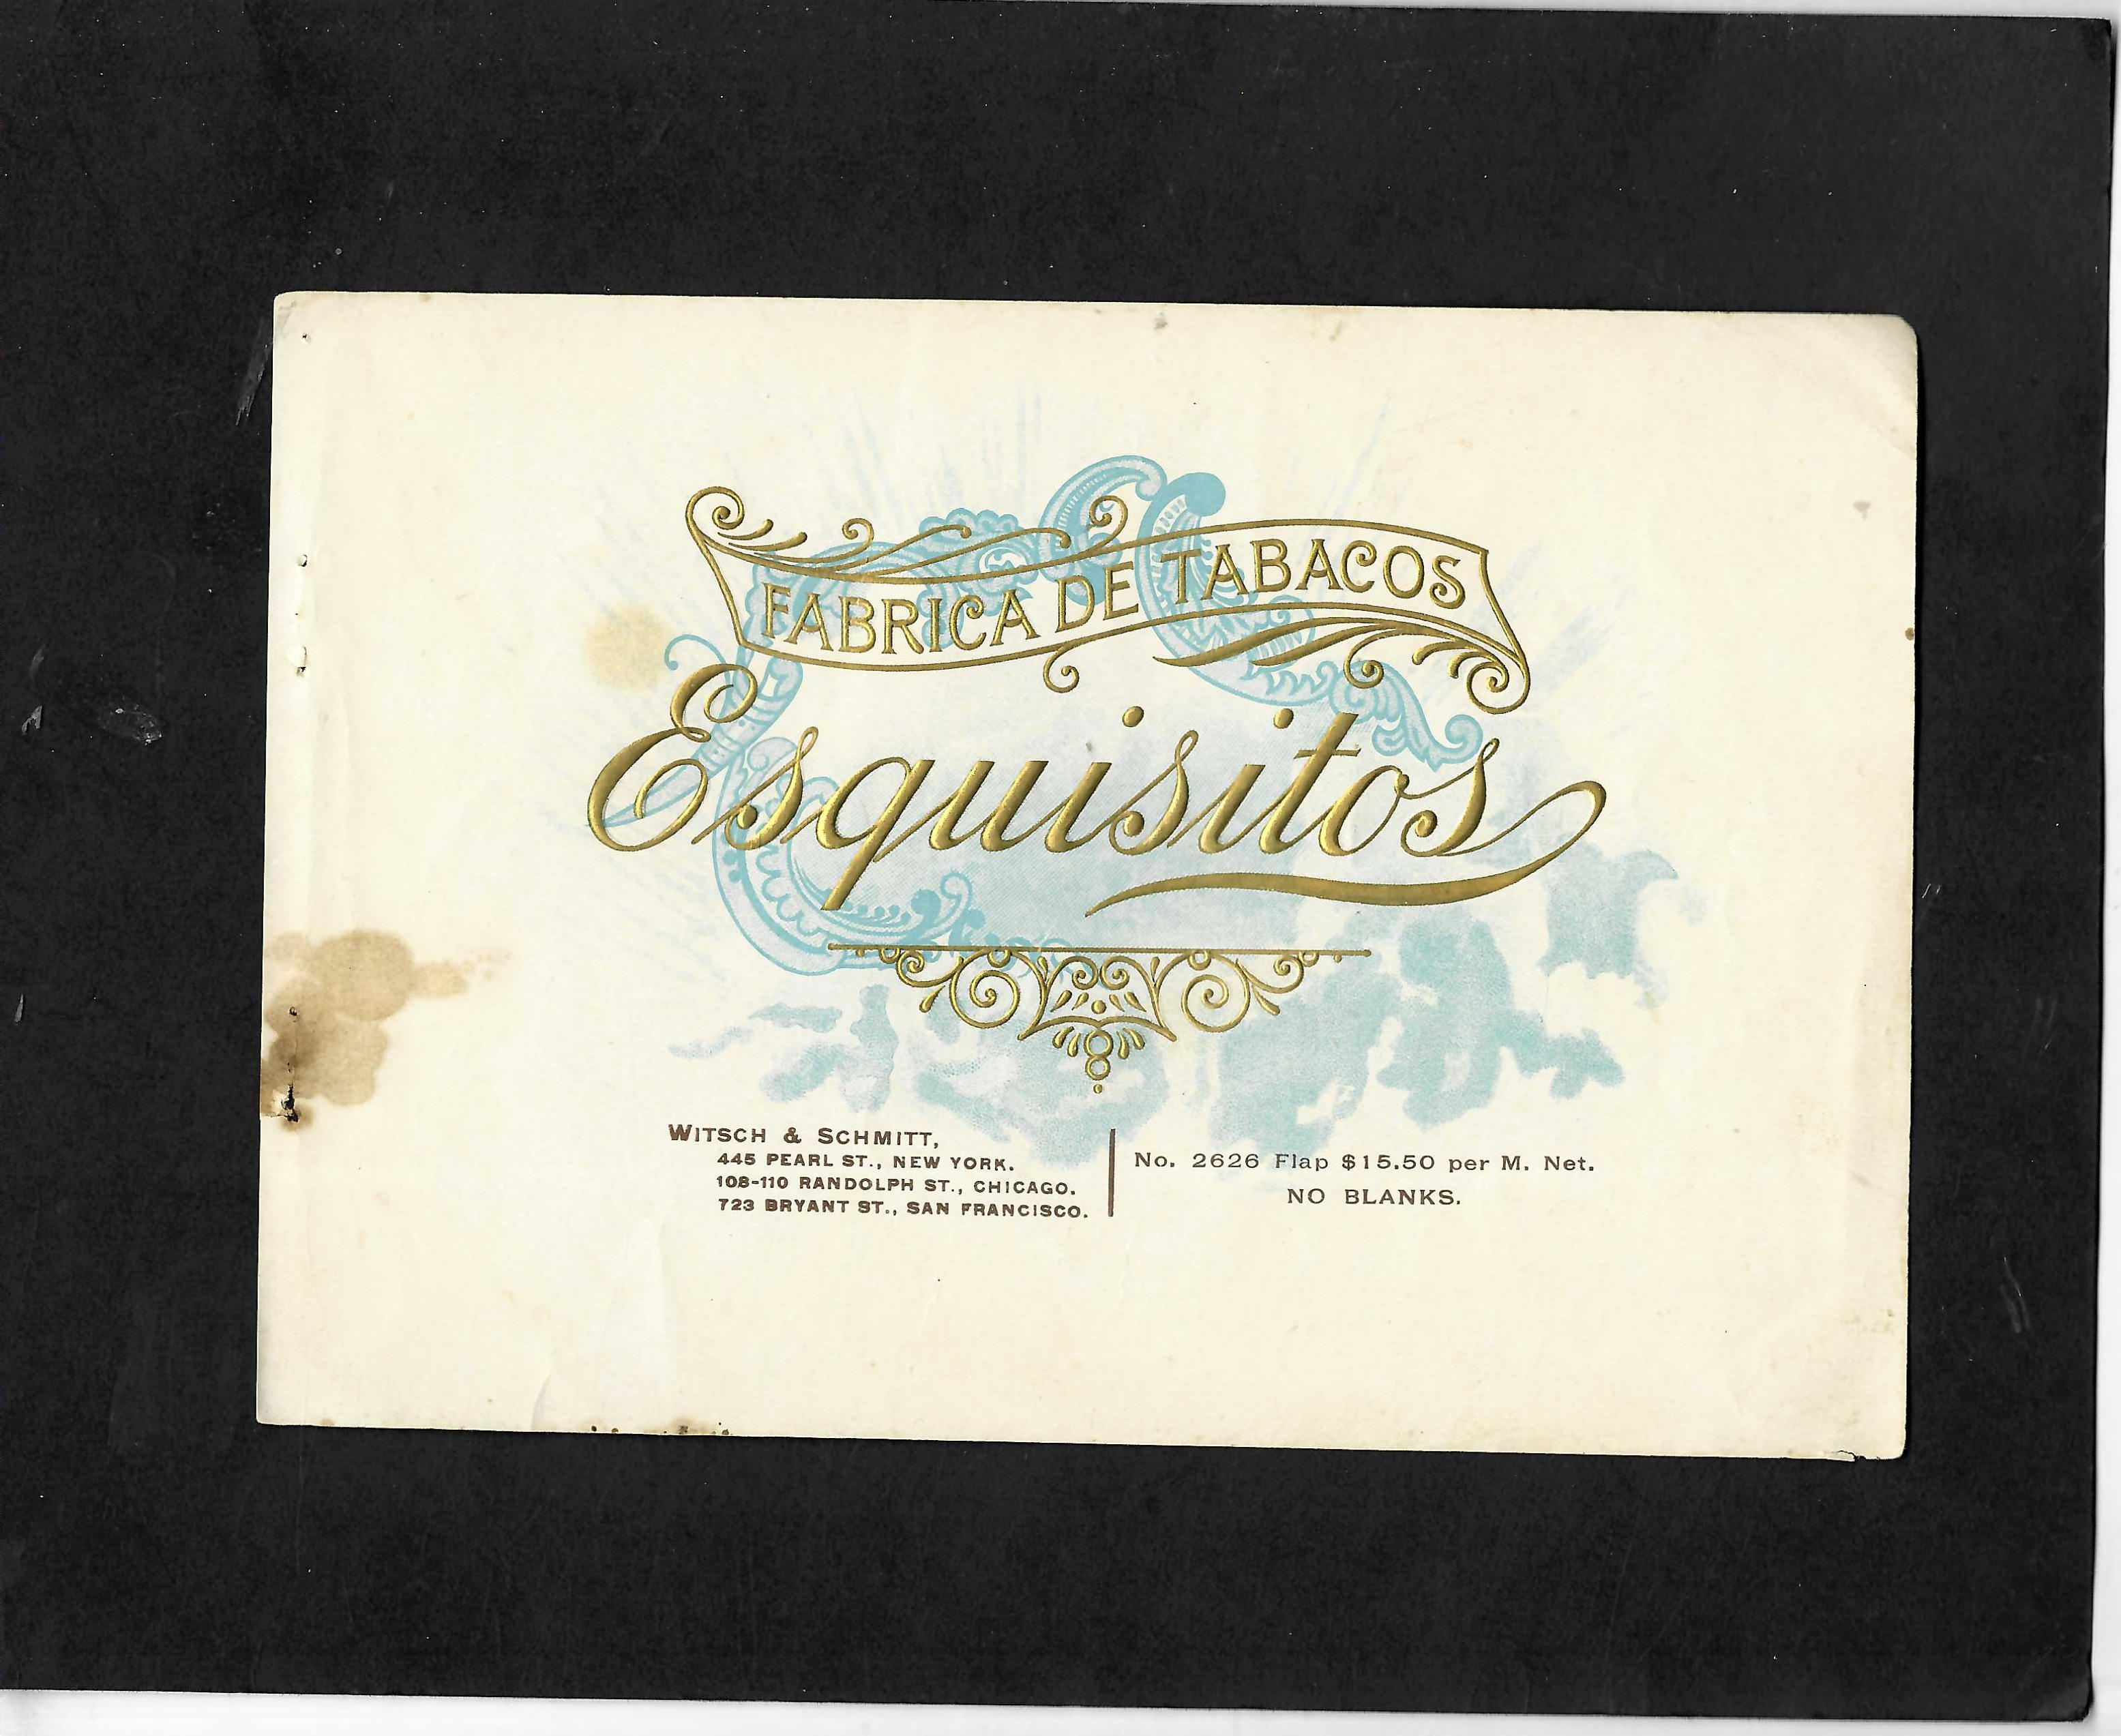 FABRICA DE TABACOS
Esquisitos
WITSCH & SCHMITT,
445 PEARL ST., NEW YORK.
108-110 RANDOLPH ST., CHICAGO.
723 BRYANT ST., SAN FRANCISCO.
No. 2626 Flap $15.50 per M. Net.
NO BLANKS.